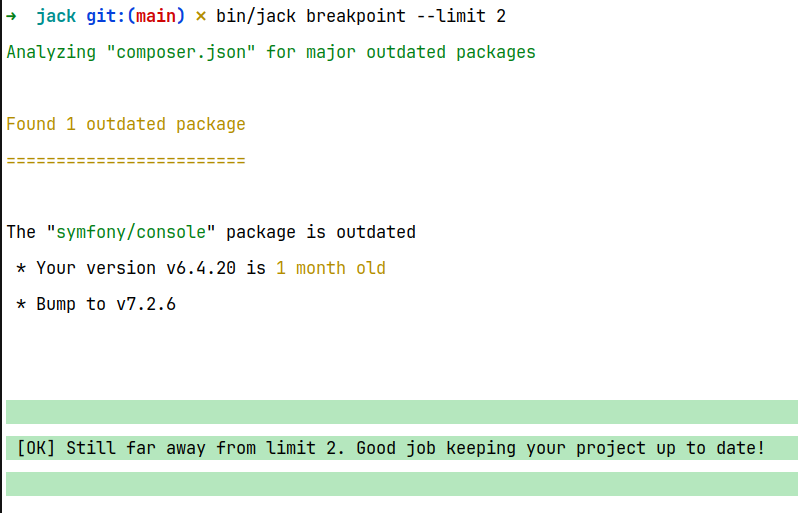 ➜  jack git:(main) ✗ bin/jack breakpoint --limit 2
Analyzing "composer.json" for major outdated packages
Found 1 outdated package
========================
The "symfony/console" package is outdated
 * Your version v6.4.20 is 1 month old
 * Bump to v7.2.6
 [OK] Still far away from limit 2. Good job keeping your project up to date!